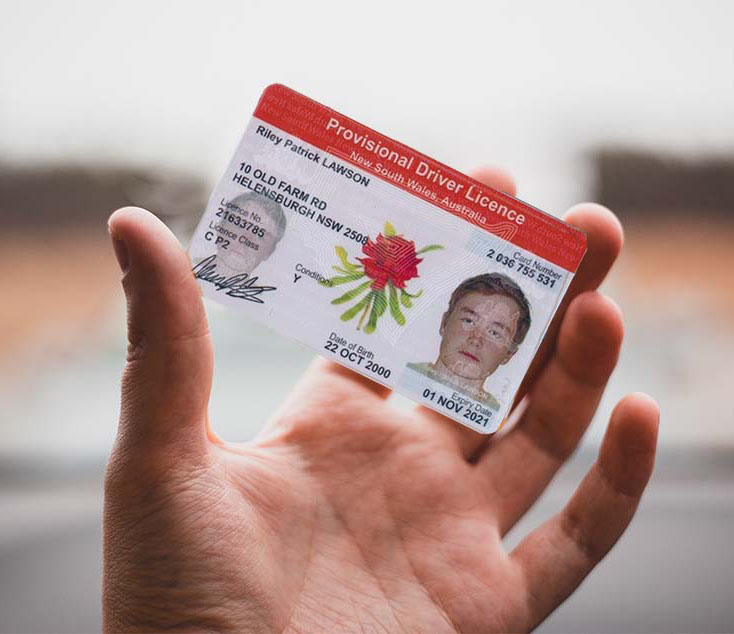 Provisional Driver Licence
New South Wales, Australia
Riley Patrick LAWSON
Card Number
2 036 755 531
10 OLD FARM RD
HELENSBURGH NSW 2508
Licence No.
21633785
Licence Class
C P2
Conditions
Y
Date of Birth
22 OCT 2000
Expiry Date
01 NOV 2021